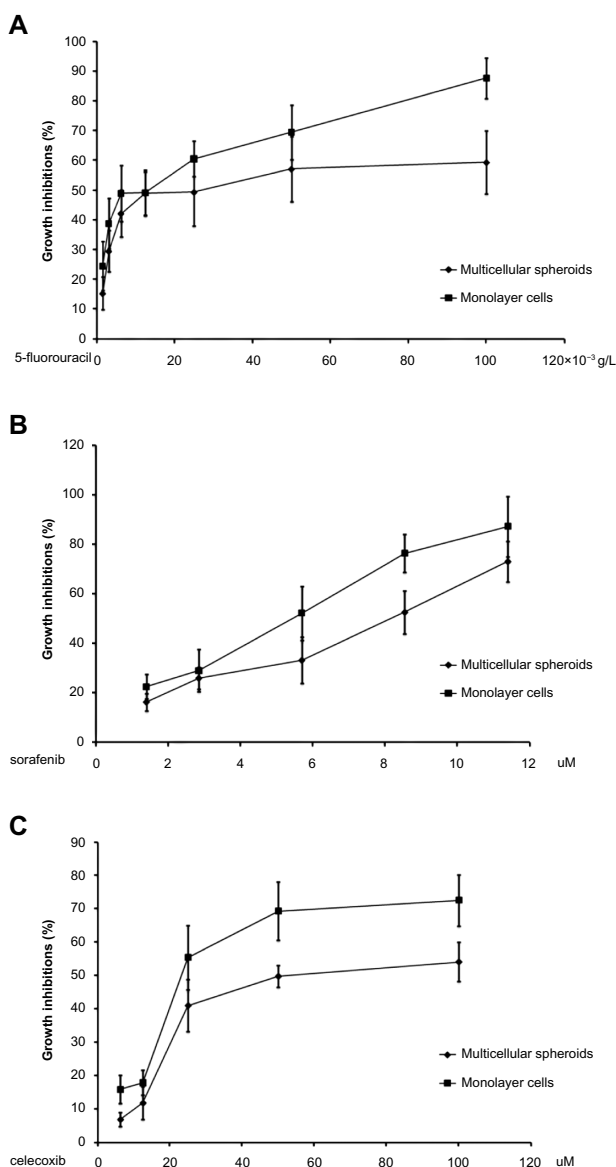 A
100
90
80
70
60
50
40
30
20
10
0
Growth inhibitions (%)
Multicellular spheroids
Monolayer cells
5-fluorouracil 0 20 40 60 80 100 120×10⁻³ g/L
B
120
100
80
60
40
20
0
Growth inhibitions (%)
Multicellular spheroids
Monolayer cells
sorafenib 0 2 4 6 8 10 12 uM
C
90
80
70
60
50
40
30
20
10
0
Growth inhibitions (%)
Multicellular spheroids
Monolayer cells
celecoxib 0 20 40 60 80 100 120 uM